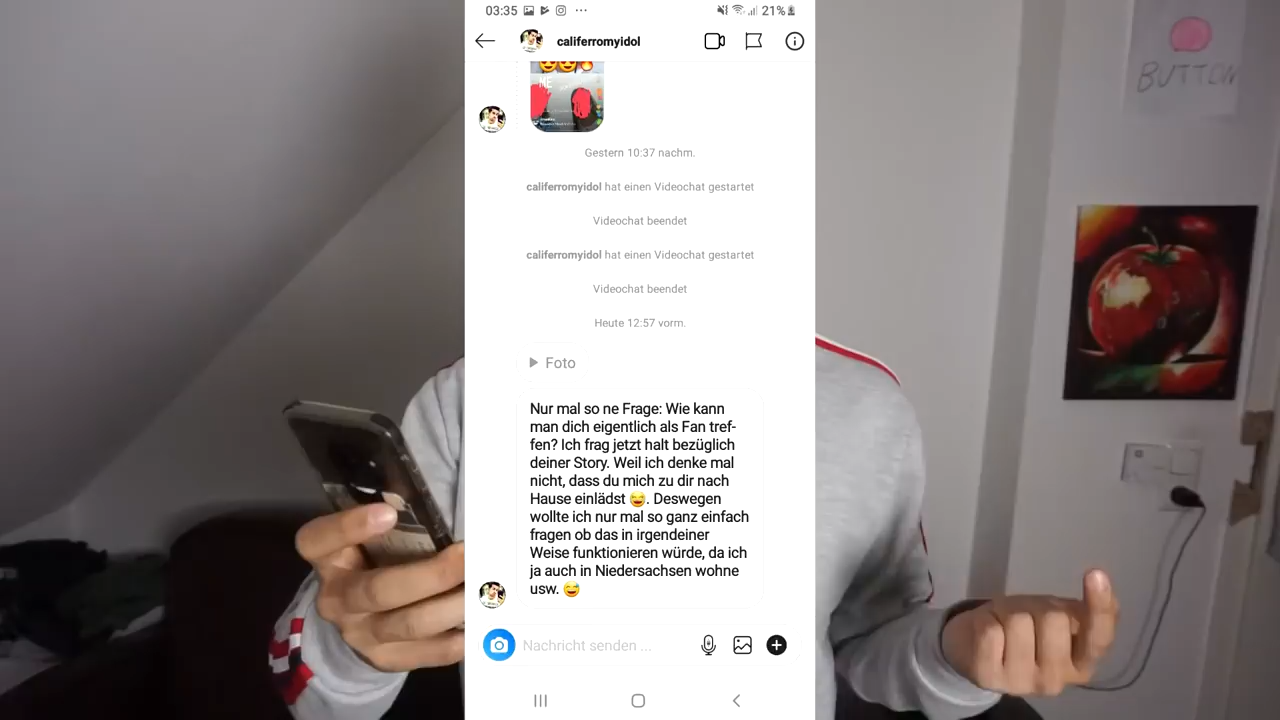 03:35
21%
califerromyidol
BUTTON
NE
Gestern 10:37 nachm.
califerromyidol hat einen Videochat gestartet
Videochat beendet
califerromyidol hat einen Videochat gestartet
Videochat beendet
Heute 12:57 vorm.
Foto
Nur mal so ne Frage: Wie kann
man dich eigentlich als Fan tref-
fen? Ich frag jetzt halt bezüglich
deiner Story. Weil ich denke mal
nicht, dass du mich zu dir nach
Hause einlädst 😅. Deswegen
wollte ich nur mal so ganz einfach
fragen ob das in irgendeiner
Weise funktionieren würde, da ich
ja auch in Niedersachsen wohne
usw. 😅
Nachricht senden ...